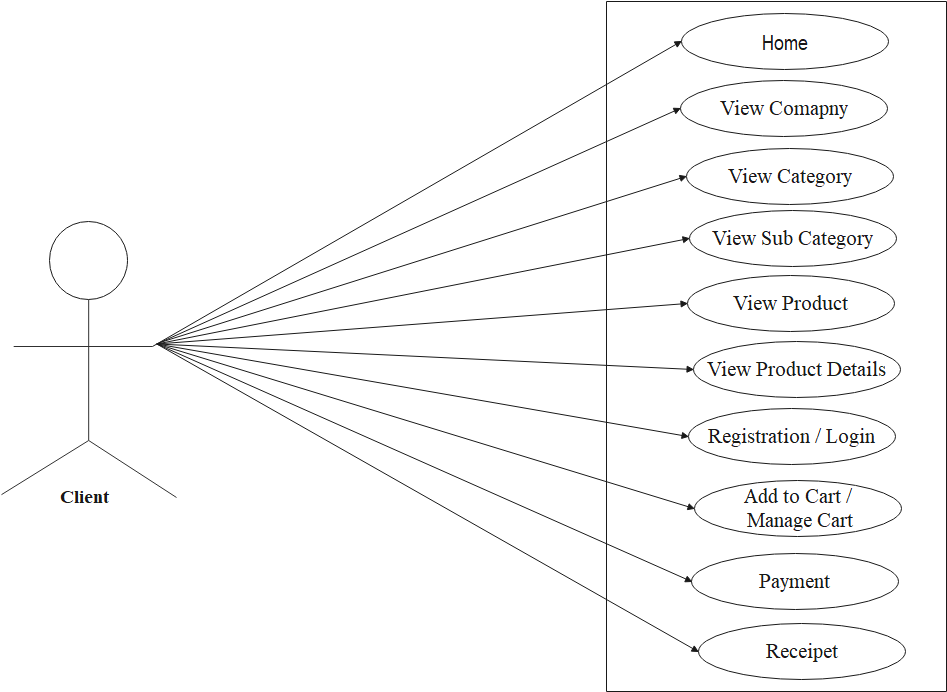 Home
View Comapny
View Category
View Sub Category
View Product
View Product Details
Registration / Login
Client
Add to Cart /
Manage Cart
Payment
Receipet